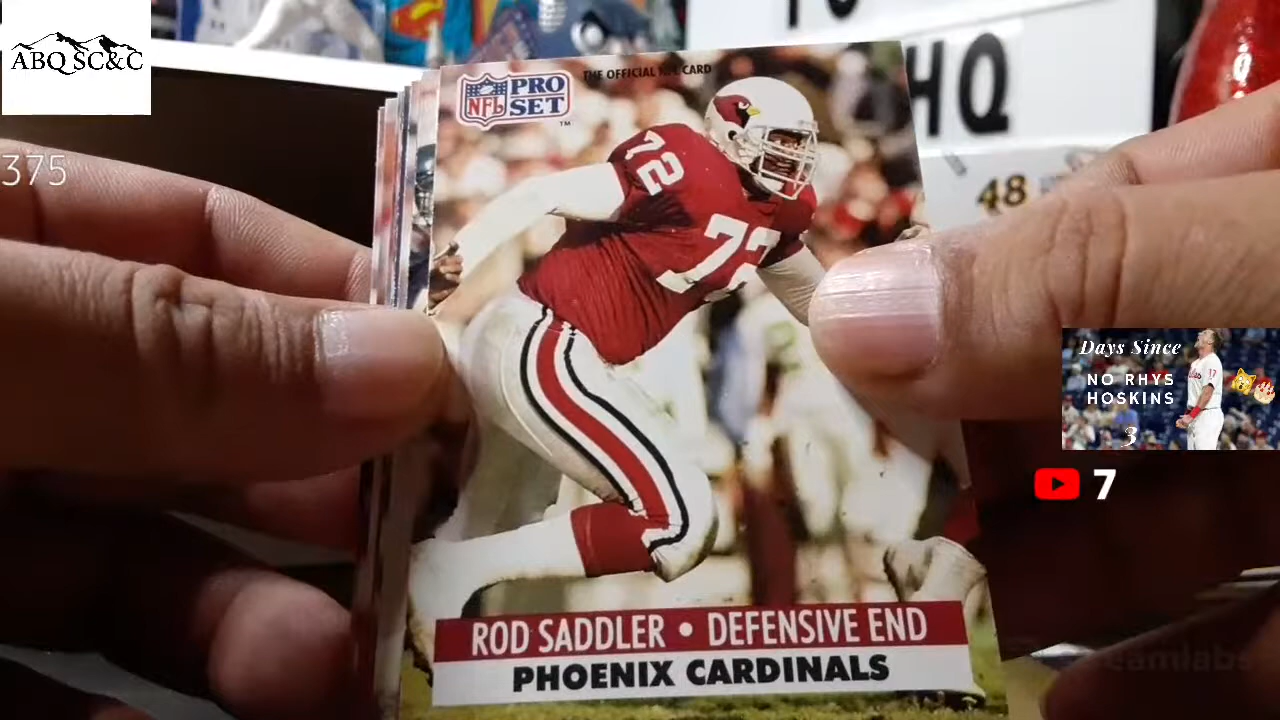 ABQ SC&C
375
NFL
PRO
SET
TM
THE OFFICIAL NFL CARD
72
72
HQ
48
Days Since
NO RHYS
HOSKINS
3
7
ROD SADDLER • DEFENSIVE END
PHOENIX CARDINALS